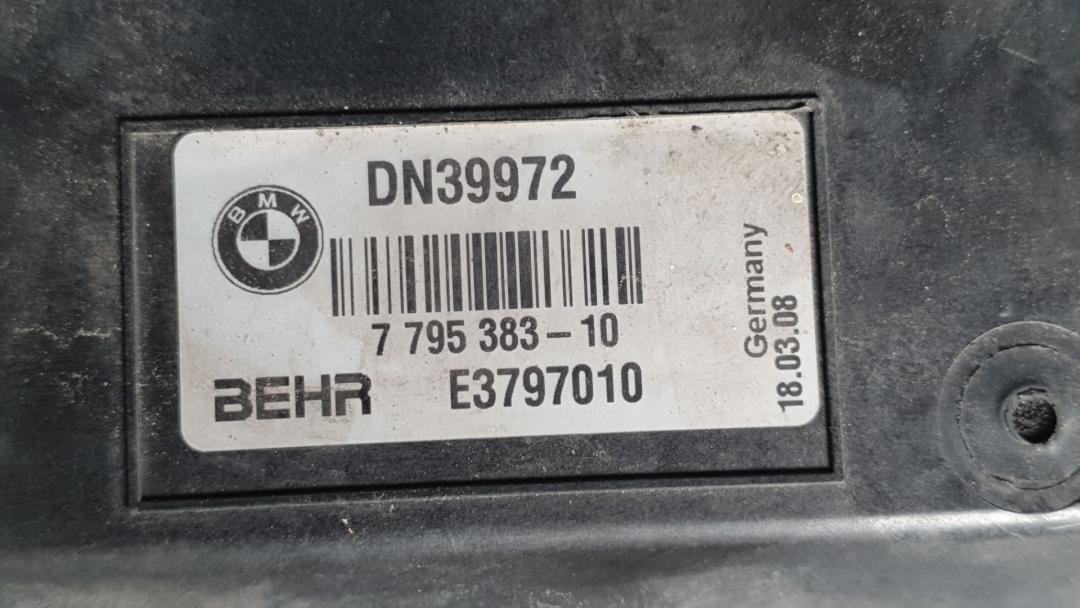 DN39972
BMW
7 795 383-10
BEHR E3797010
Germany
18.03.08